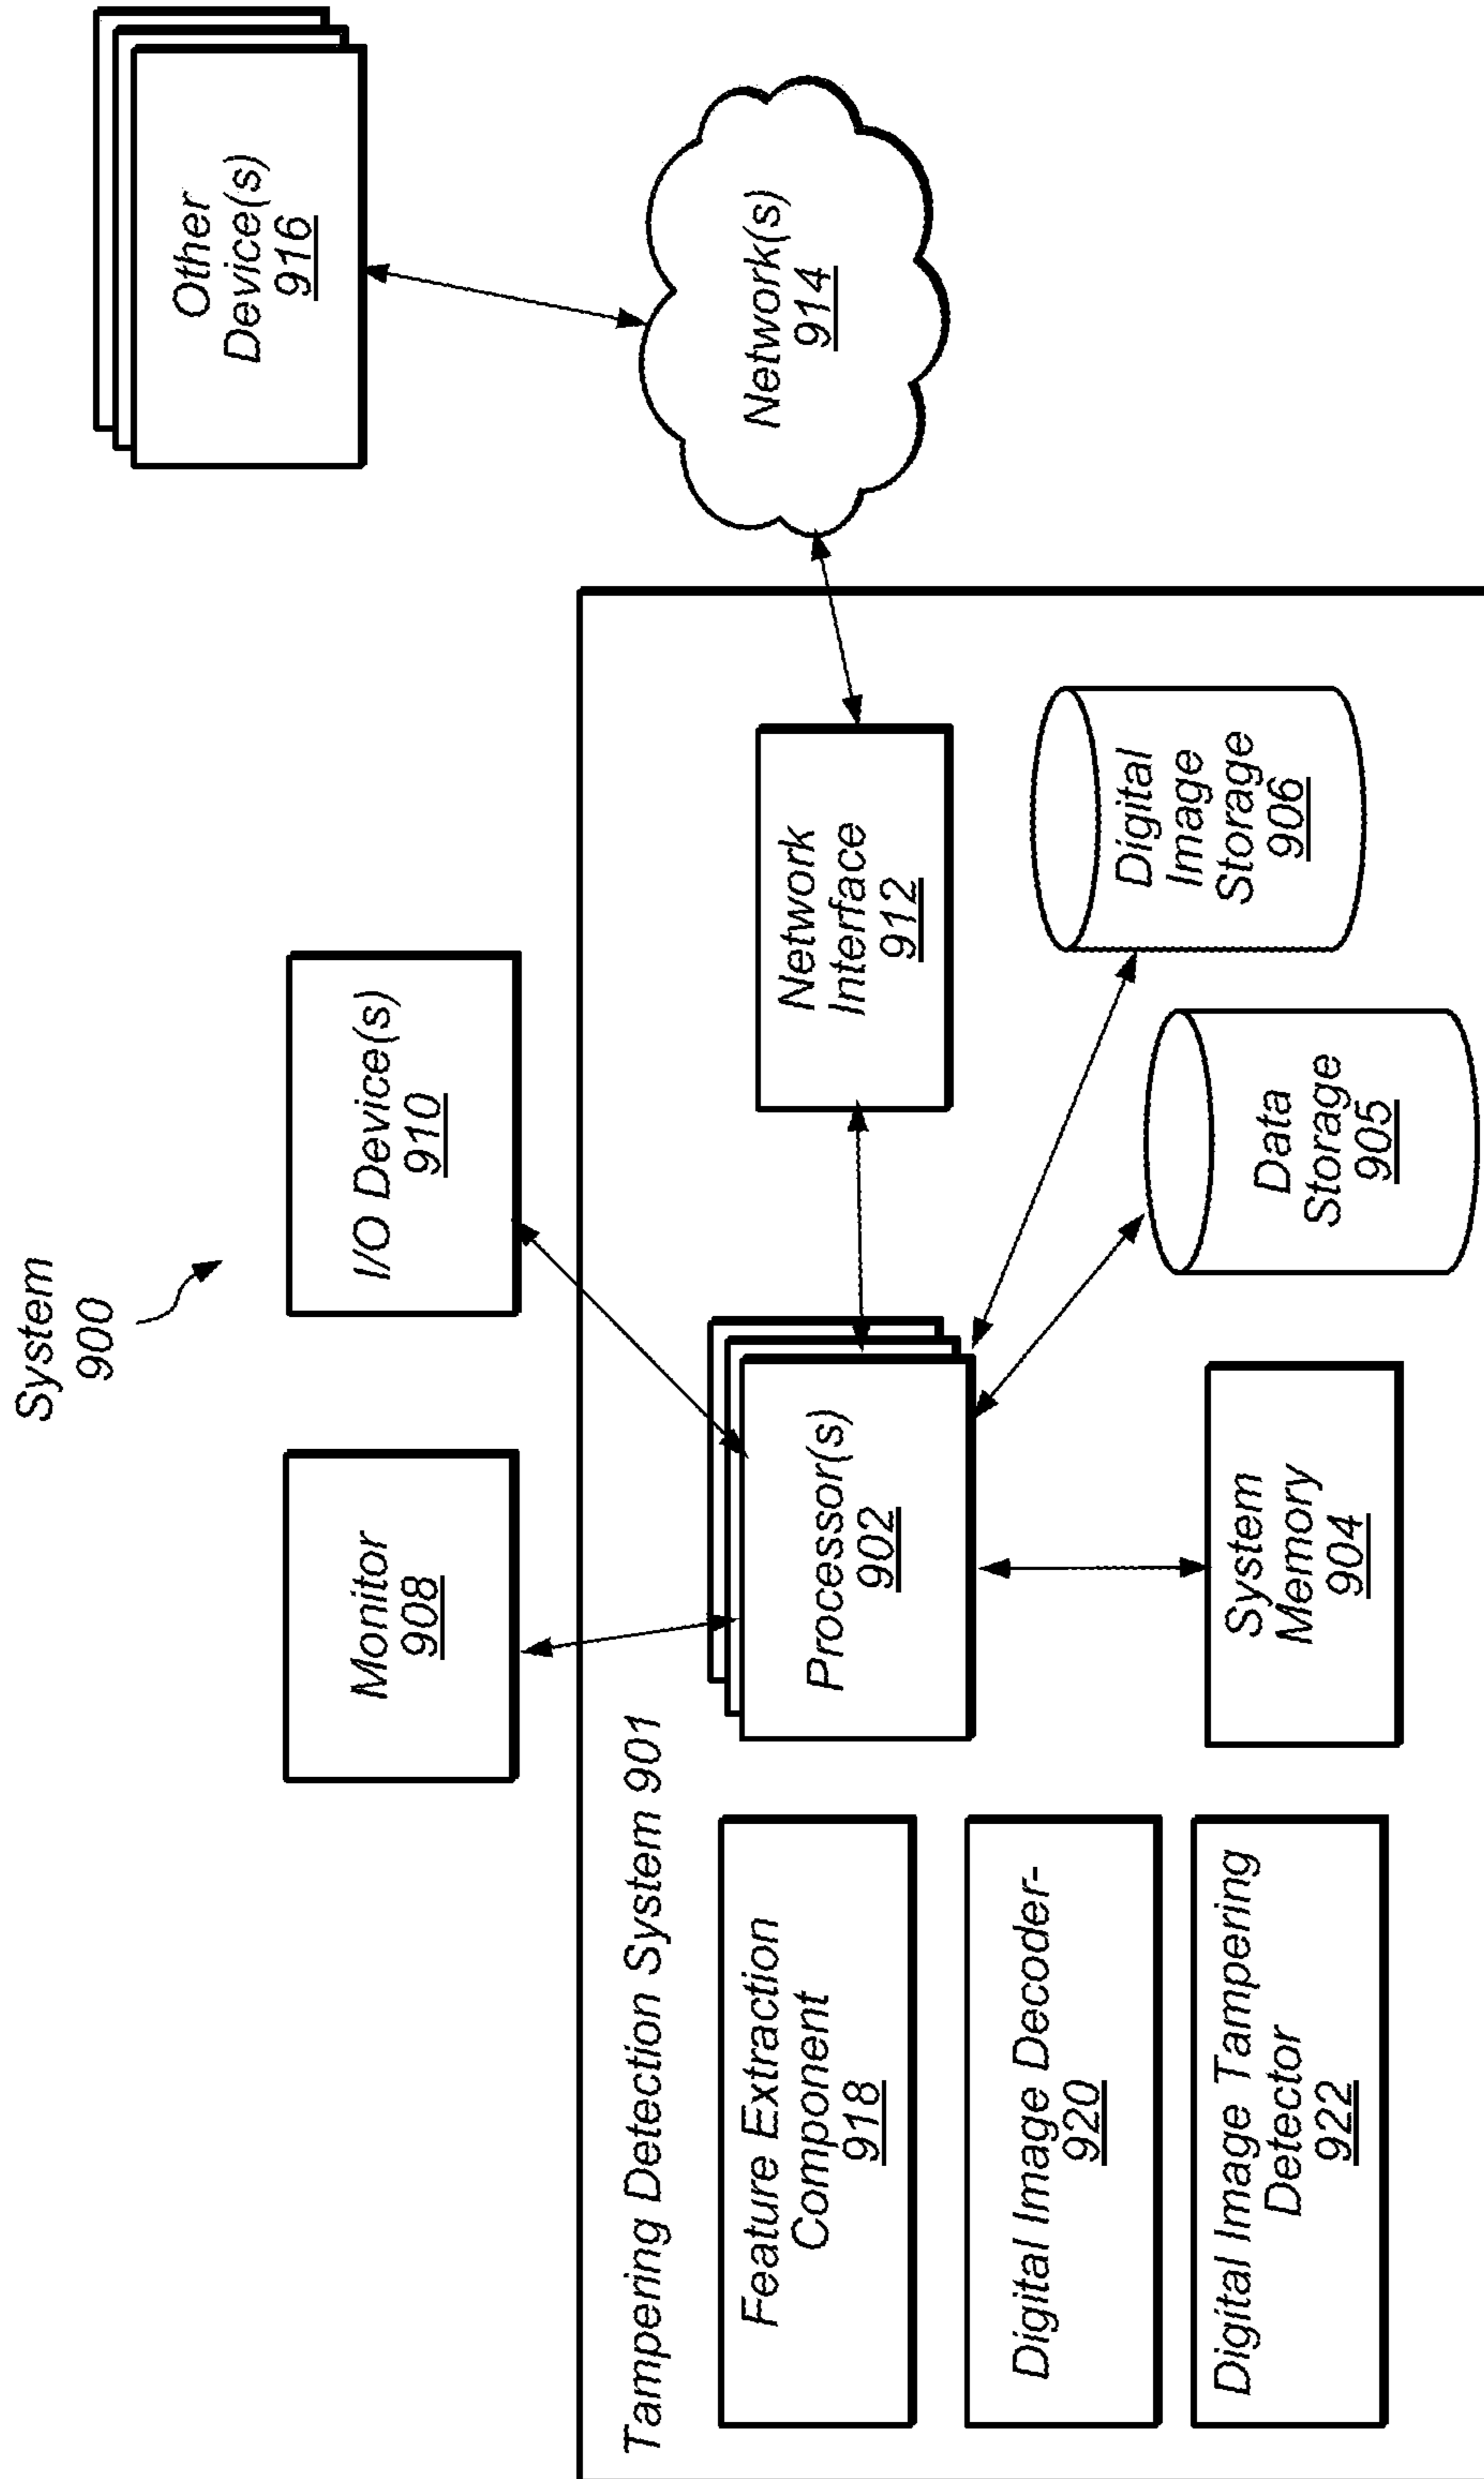 System
900
Monitor
908
I/O Device(s)
910
Other
Device(s)
916
Tampering Detection System 901
Feature Extraction
Component
918
Processor(s)
902
Network
Interface
912
Network(s)
914
Digital Image Decoder-
920
Digital Image Tampering
Detector
922
System
Memory
904
Data
Storage
905
Digital
Image
Storage
906